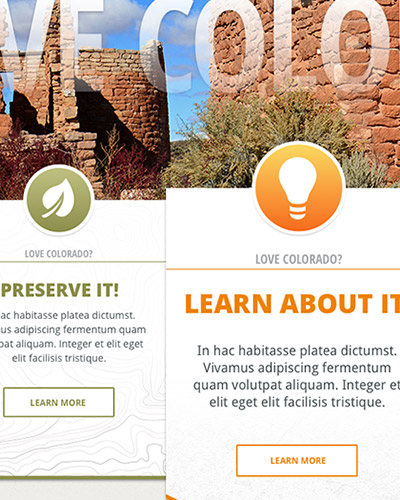 VE COLO
LOVE COLORADO?
PRESERVE IT!
ac habitasse platea dictumst.
us adipiscing fermentum quam
pat aliquam. Integer et elit eget
elit facilisis tristique.
LEARN MORE
LOVE COLORADO?
LEARN ABOUT IT
In hac habitasse platea dictumst.
Vivamus adipiscing fermentum
quam volutpat aliquam. Integer et
elit eget elit facilisis tristique.
LEARN MORE